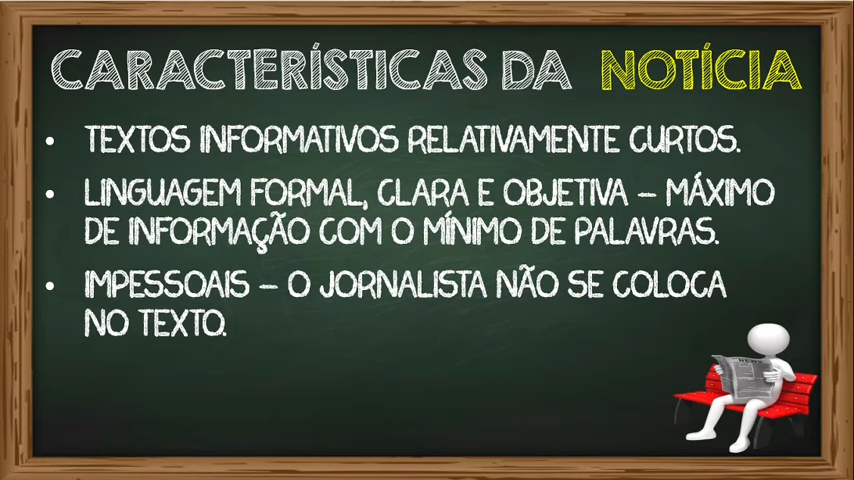 CARACTERÍSTICAS DA NOTÍCIA
• TEXTOS INFORMATIVOS RELATIVAMENTE CURTOS.
• LINGUAGEM FORMAL, CLARA E OBJETIVA – MÁXIMO
DE INFORMAÇÃO COM O MÍNIMO DE PALAVRAS.
• IMPESSOAIS – O JORNALISTA NÃO SE COLOCA
NO TEXTO.